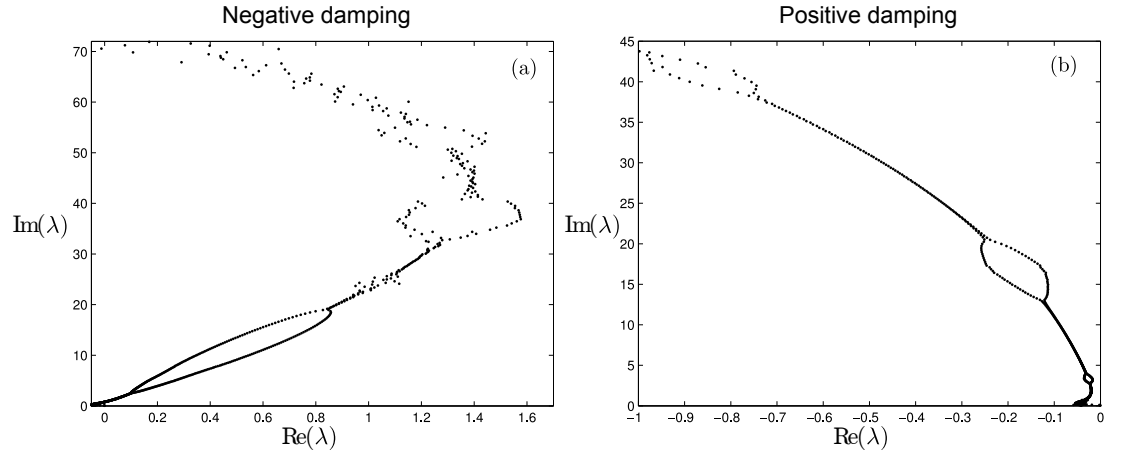 Negative damping
Positive damping
(a)
70
60
50
40
30
20
10
0
Im(λ)
0 0.2 0.4 0.6 0.8 1 1.2 1.4 1.6
Re(λ)
(b)
45
40
35
30
25
20
15
10
5
0
Im(λ)
−1 −0.9 −0.8 −0.7 −0.6 −0.5 −0.4 −0.3 −0.2 −0.1 0
Re(λ)